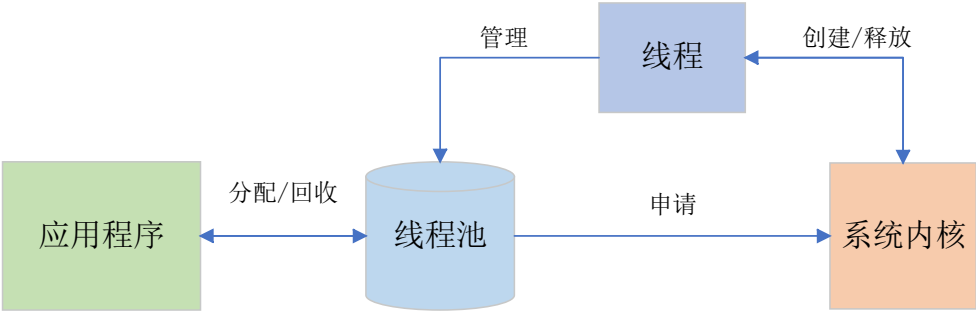 管理
线程
创建/释放
应用程序
分配/回收
线程池
申请
系统内核